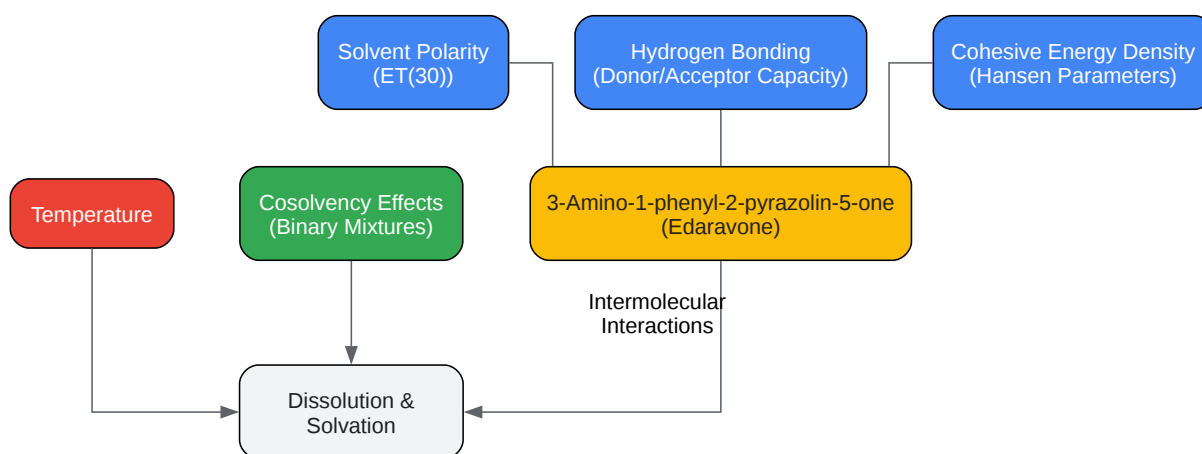 Solvent Polarity
(ET(30))
Hydrogen Bonding
(Donor/Acceptor Capacity)
Cohesive Energy Density
(Hansen Parameters)
Temperature
Cosolvency Effects
(Binary Mixtures)
3-Amino-1-phenyl-2-pyrazolin-5-one
(Edaravone)
Intermolecular
Interactions
Dissolution &
Solvation